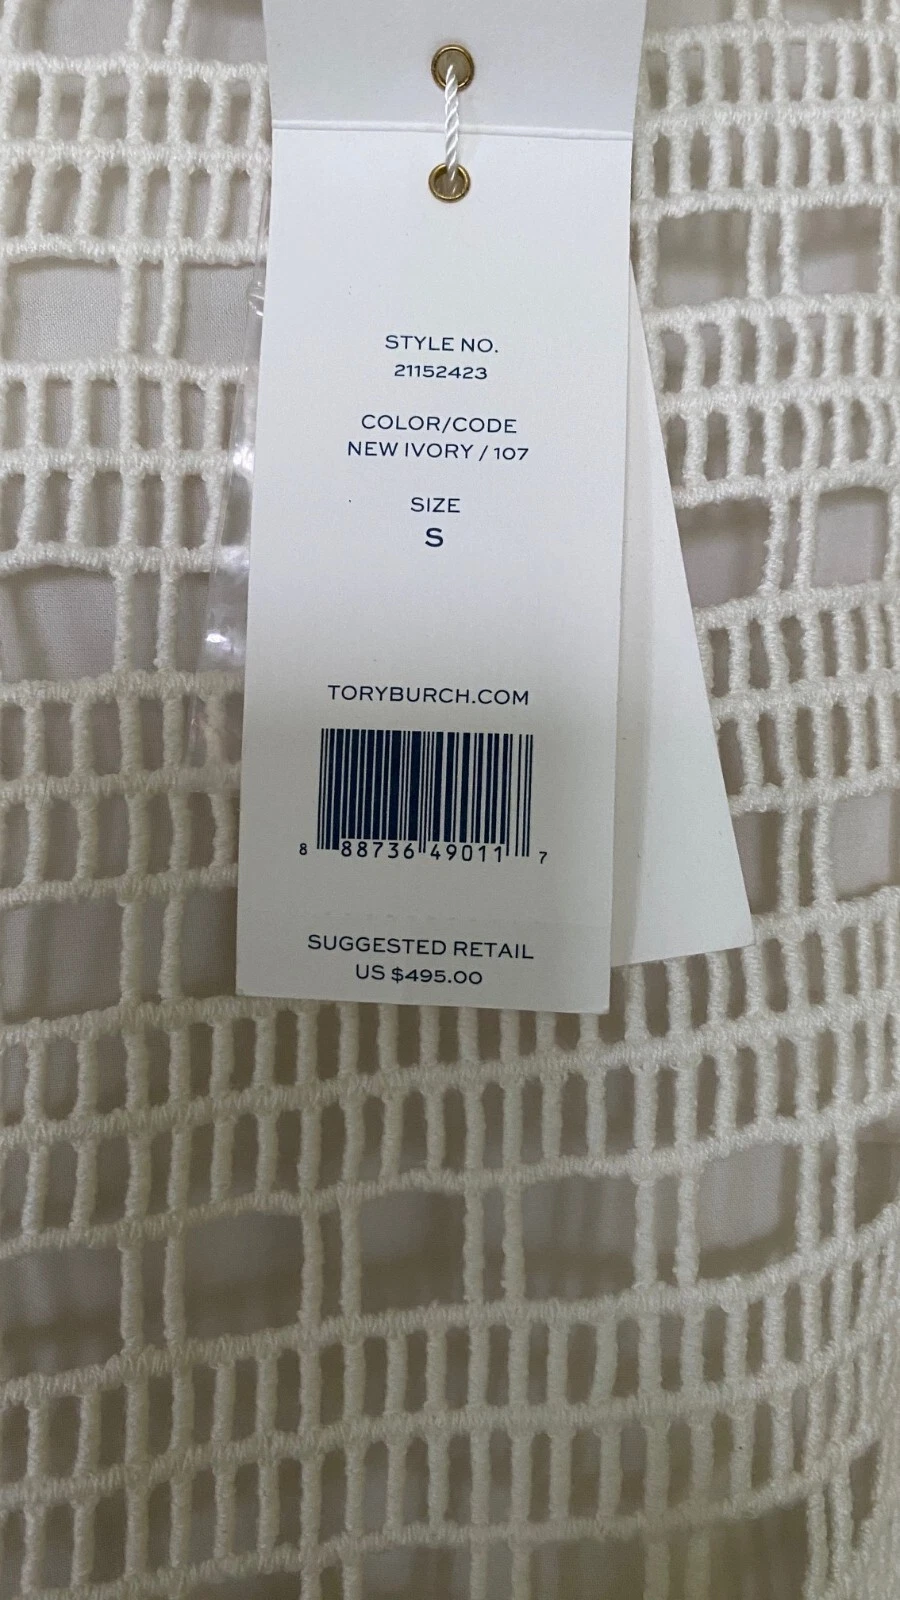 STYLE NO.
21152423
COLOR/CODE
NEW IVORY / 107
SIZE
S
TORYBURCH.COM
8 88736 49011 7
SUGGESTED RETAIL
US $495.00